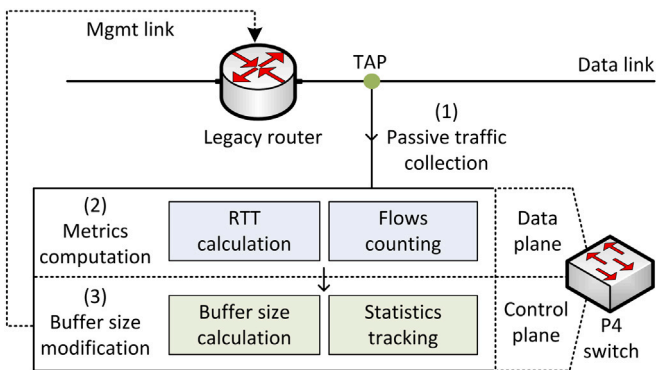 Mgmt link
TAP
Data link
Legacy router
(1)
Passive traffic
collection
(2)
Metrics
computation
RTT
calculation
Flows
counting
Data
plane
(3)
Buffer size
modification
Buffer size
calculation
Statistics
tracking
Control
plane
P4
switch